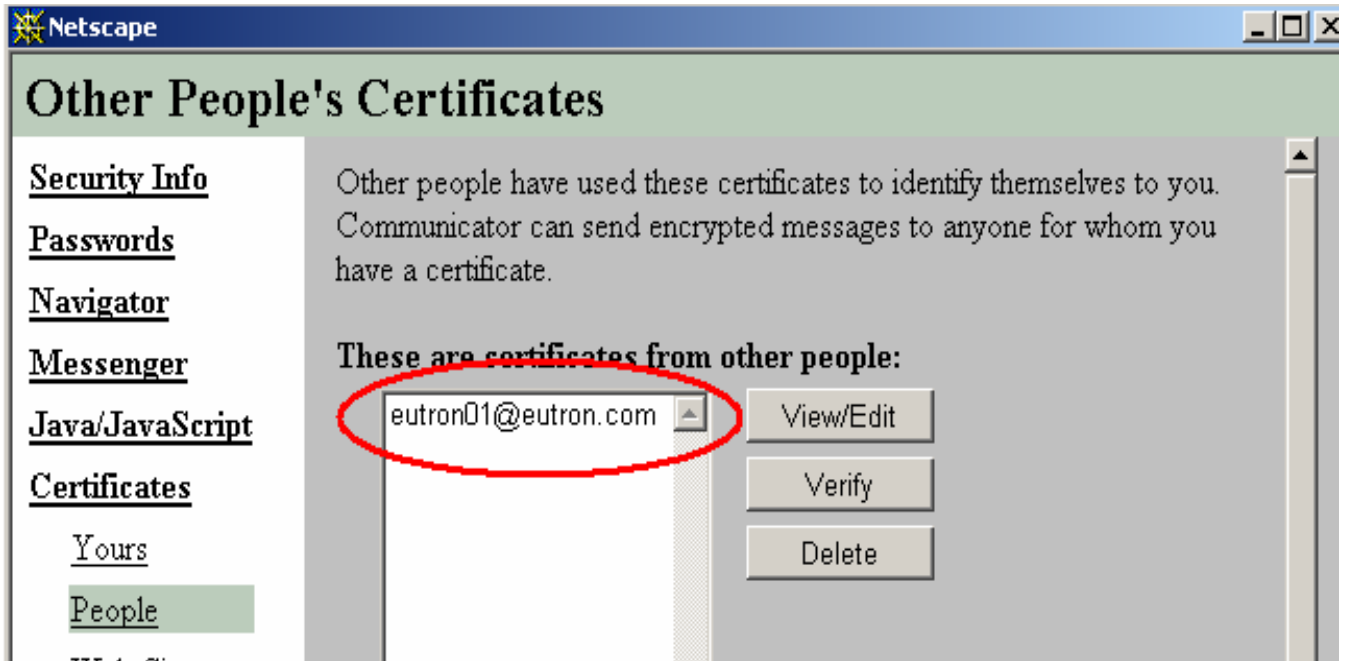 Netscape
Other People's Certificates
Security Info
Passwords
Navigator
Messenger
Java/JavaScript
Certificates
Yours
People
Other people have used these certificates to identify themselves to you.
Communicator can send encrypted messages to anyone for whom you
have a certificate.
These are certificates from other people:
eutron01@eutron.com
View/Edit
Verify
Delete